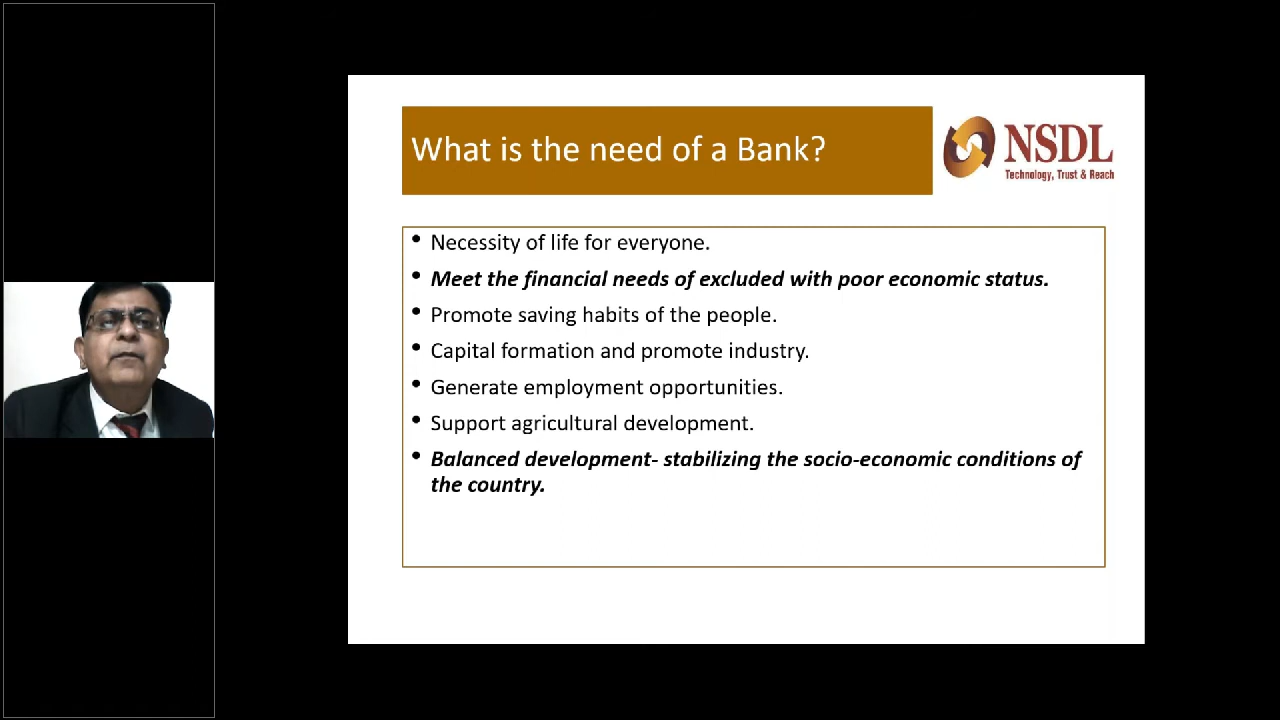 What is the need of a Bank?
NSDL
Technology, Trust & Reach
• Necessity of life for everyone.
• Meet the financial needs of excluded with poor economic status.
• Promote saving habits of the people.
• Capital formation and promote industry.
• Generate employment opportunities.
• Support agricultural development.
• Balanced development- stabilizing the socio-economic conditions of
the country.